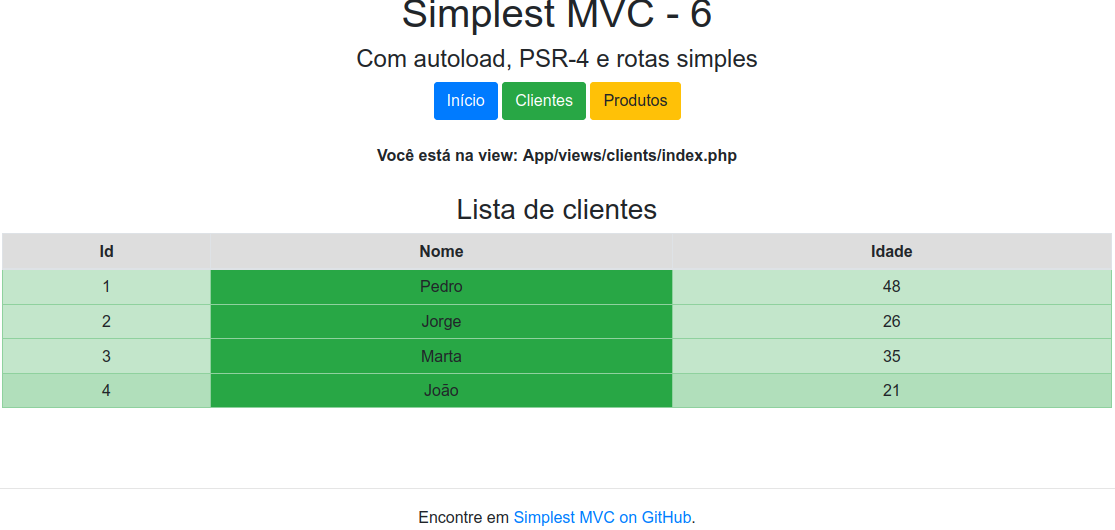 Simplest MVC - 6
Com autoload, PSR-4 e rotas simples
Início Clientes Produtos
Você está na view: App/views/clients/index.php
Lista de clientes
Id Nome Idade
1 Pedro 48
2 Jorge 26
3 Marta 35
4 João 21
Encontre em Simplest MVC on GitHub.